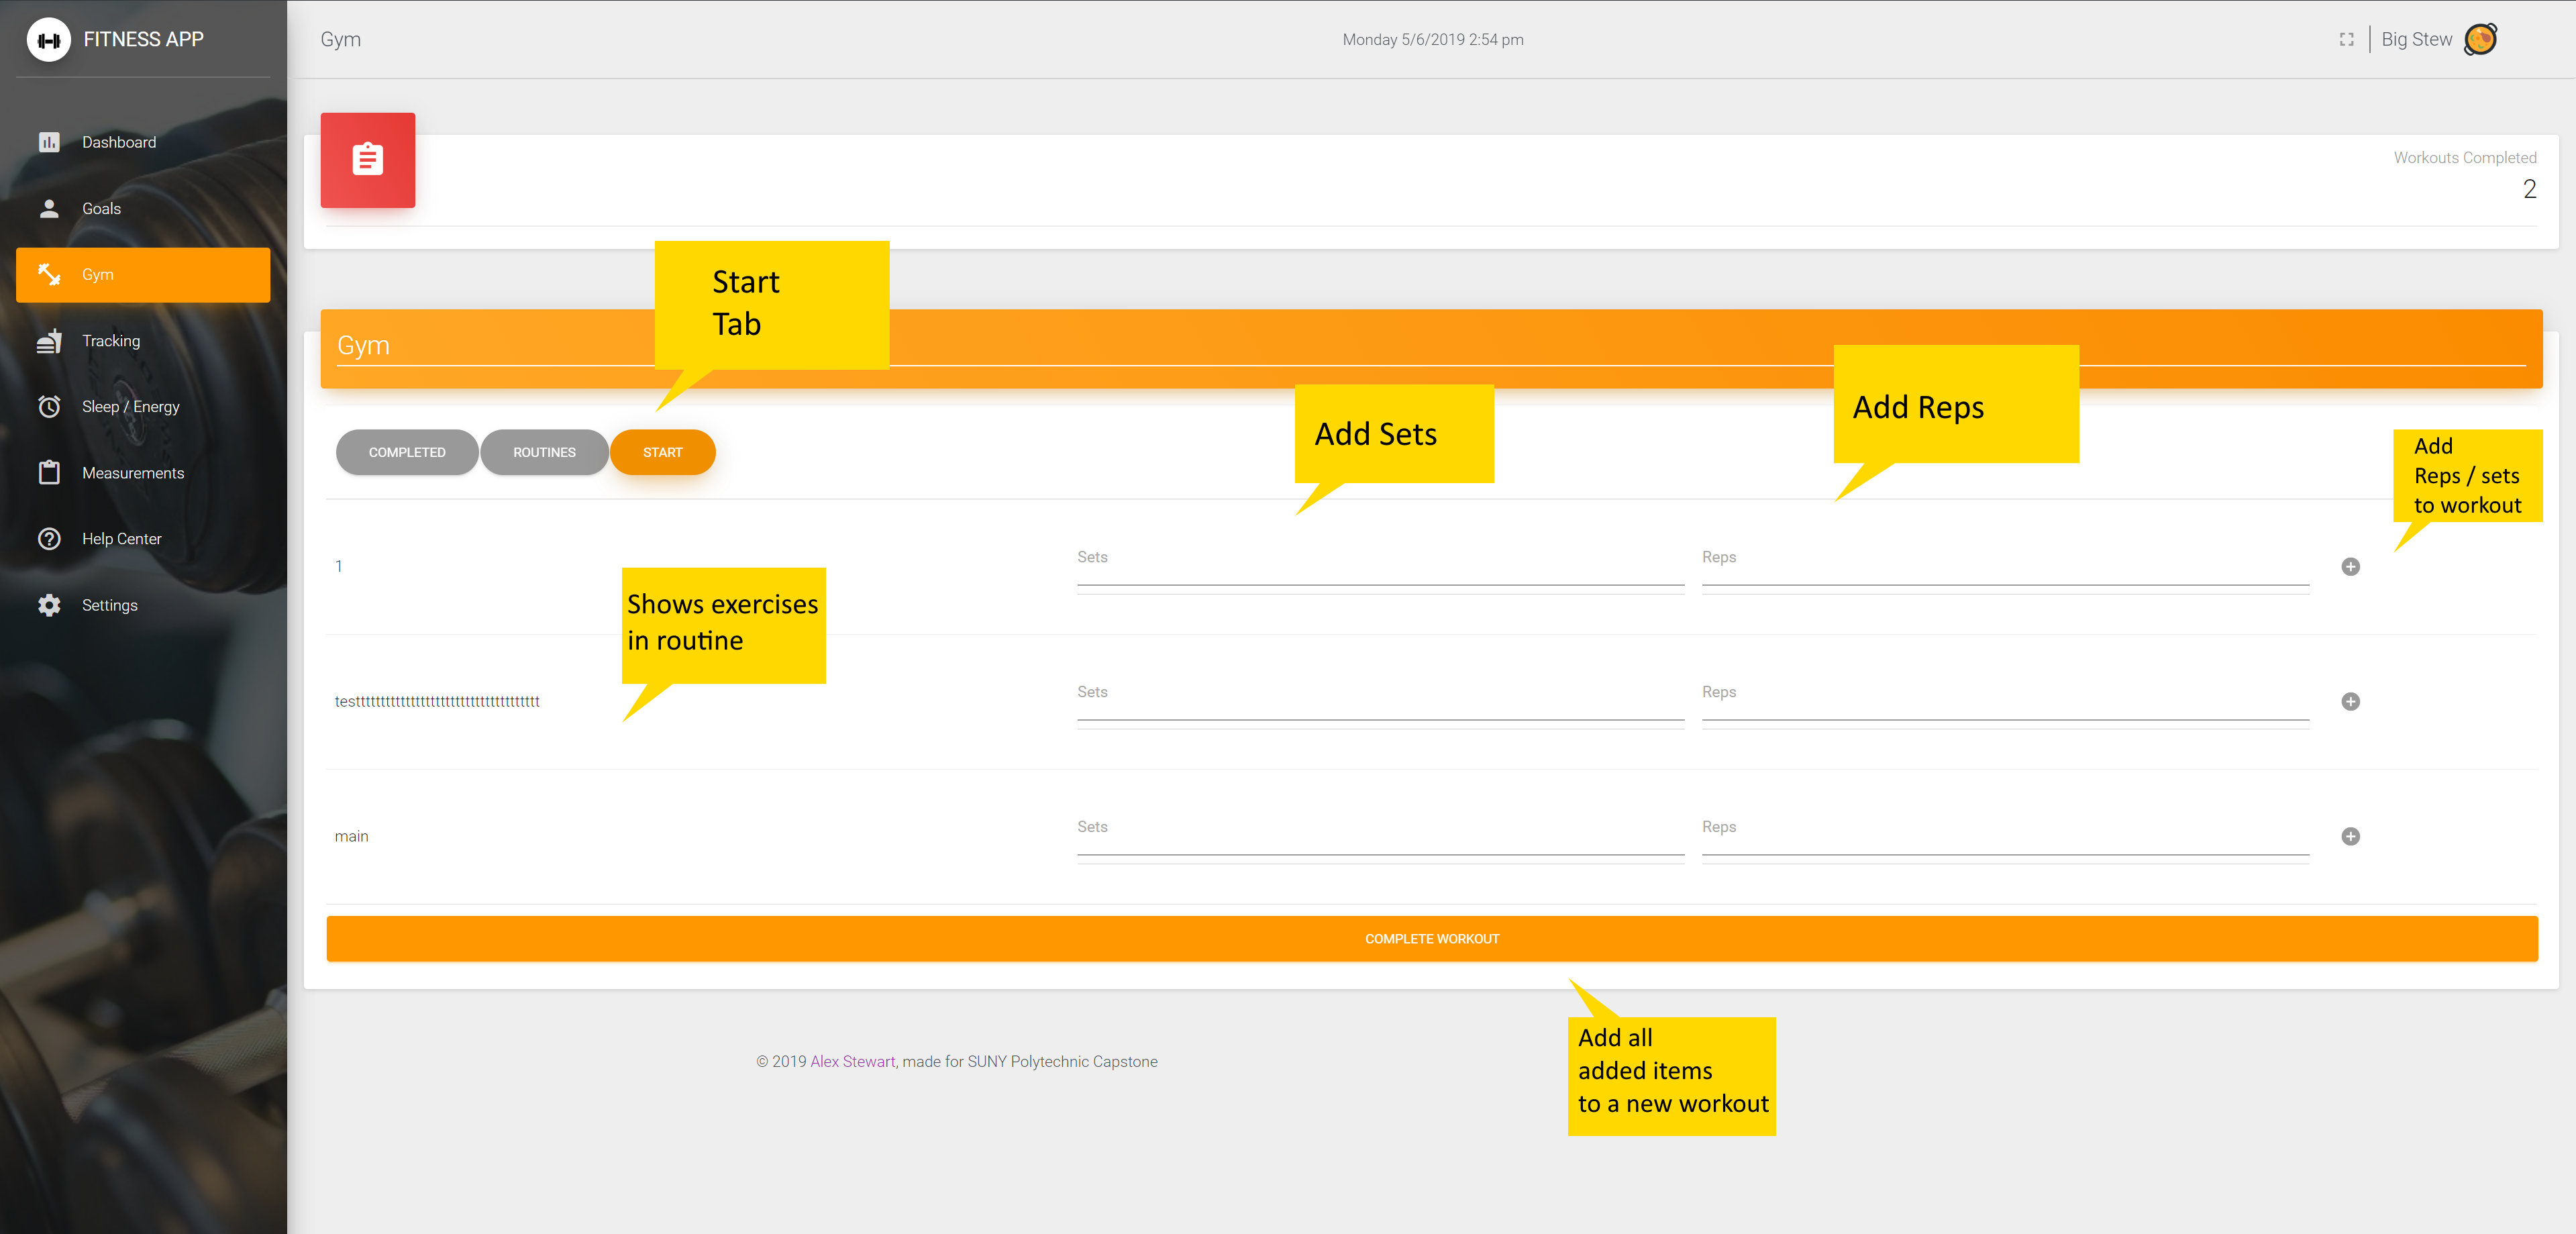 FITNESS APP
Gym
Monday 5/6/2019 2:54 pm
Big Stew
Dashboard
Goals
Gym
Tracking
Sleep / Energy
Measurements
Help Center
Settings
Workouts Completed
2
Start
Tab
Gym
Add Sets
Add Reps
Add
Reps / sets
to workout
COMPLETED
ROUTINES
START
1
Sets
Reps
Shows exercises
in routine
testttttttttttttttttttttttttttttttttttttt
Sets
Reps
main
Sets
Reps
COMPLETE WORKOUT
Add all
added items
to a new workout
© 2019 Alex Stewart, made for SUNY Polytechnic Capstone